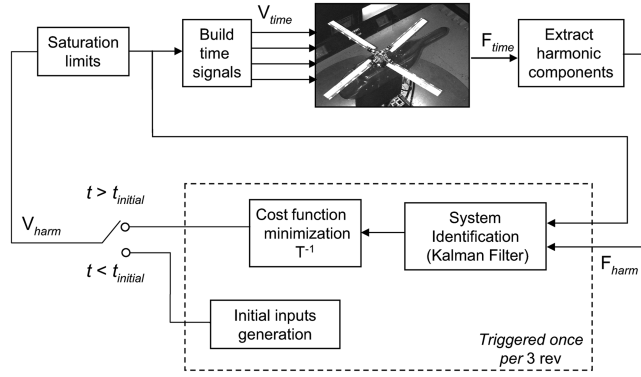 Saturation
limits
Build
time
signals
V_time
F_time
Extract
harmonic
components
t > t_initial
V_harm
t < t_initial
Cost function
minimization
T⁻¹
System
Identification
(Kalman Filter)
F_harm
Initial inputs
generation
Triggered once
per 3 rev